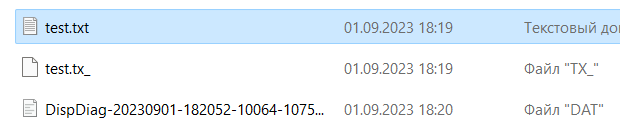 test.txt 01.09.2023 18:19 Текстовый до
test.tx_ 01.09.2023 18:19 Файл "TX_"
DispDiag-20230901-182052-10064-1075... 01.09.2023 18:20 Файл "DAT"